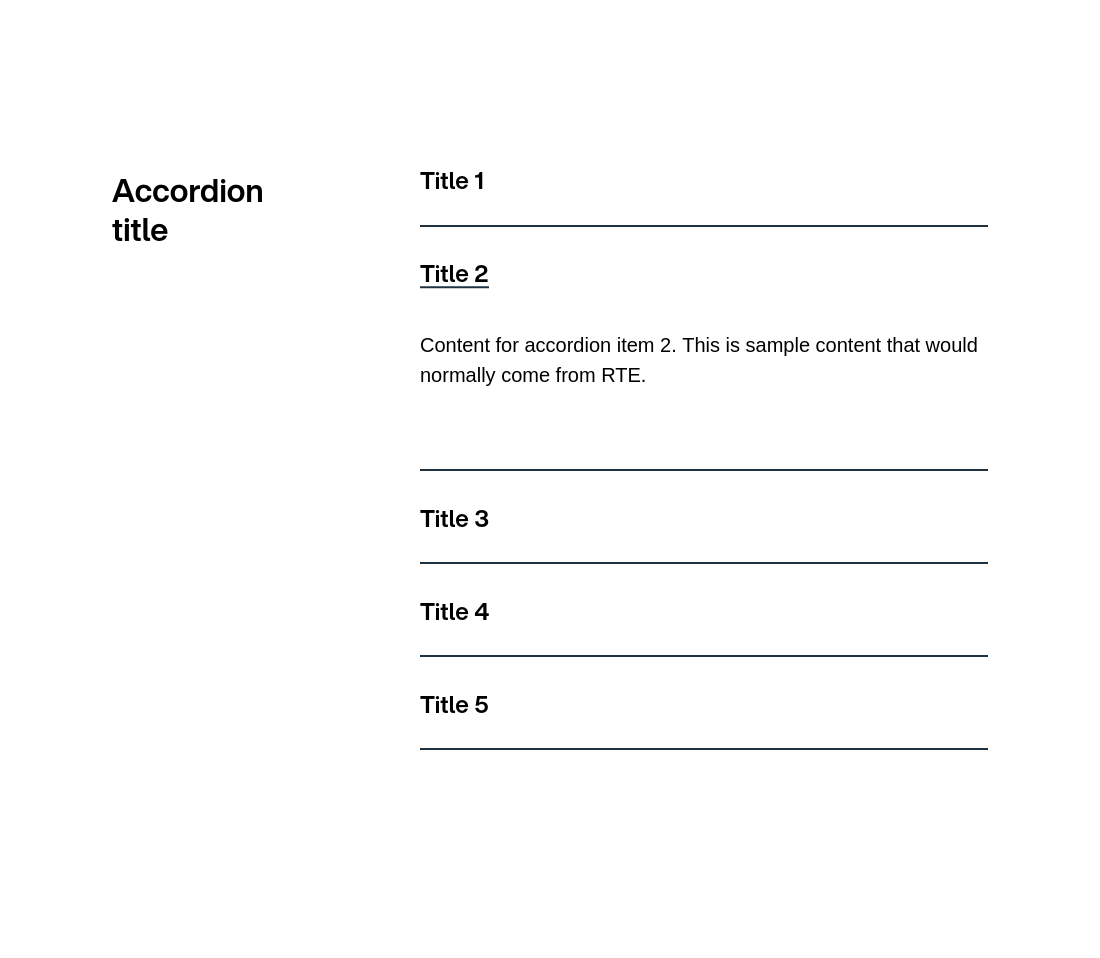 Accordion
title
Title 1
Title 2
Content for accordion item 2. This is sample content that would
normally come from RTE.
Title 3
Title 4
Title 5